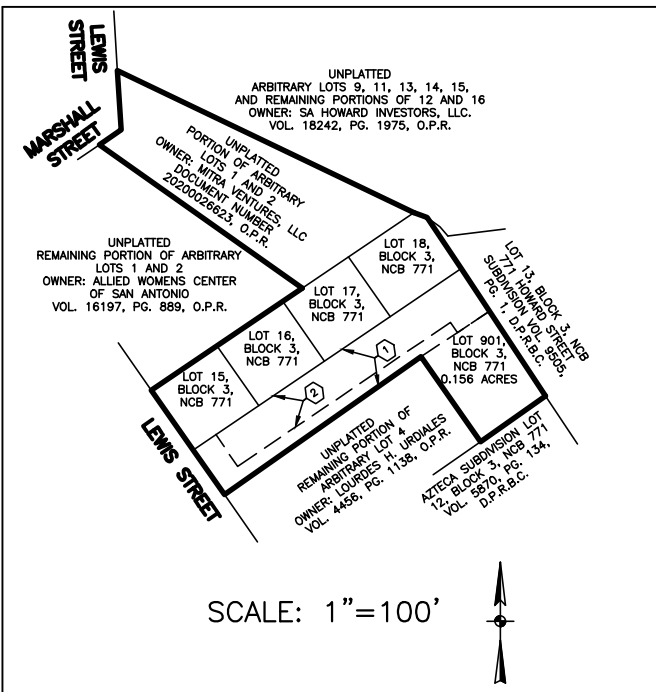 LEWIS
STREET
MARSHALL
STREET
UNPLATTED
ARBITRARY LOTS 9, 11, 13, 14, 15,
AND REMAINING PORTIONS OF 12 AND 16
OWNER: SA HOWARD INVESTORS, LLC.
VOL. 18242, PG. 1975, O.P.R.
UNPLATTED
PORTION OF ARBITRARY
LOTS 1 AND 2
OWNER: MITRA VENTURES, LLC
DOCUMENT NUMBER
20200026623, O.P.R.
UNPLATTED
REMAINING PORTION OF ARBITRARY
LOTS 1 AND 2
OWNER: ALLIED WOMENS CENTER
OF SAN ANTONIO
VOL. 16197, PG. 889, O.P.R.
LOT 18,
BLOCK 3,
NCB 771
LOT 17,
BLOCK 3,
NCB 771
LOT 16,
BLOCK 3,
NCB 771
LOT 15,
BLOCK 3,
NCB 771
LOT 13, BLOCK 3, NCB
771 HOWARD STREET
SUBDIVISION VOL. 9505,
PG. 1, D.P.R.B.C.
LOT 901,
BLOCK 3,
NCB 771
0.156 ACRES
1
2
LEWIS STREET
UNPLATTED
REMAINING PORTION OF
ARBITRARY LOT 4
OWNER: LOURDES H. URDIALES
VOL. 4456, PG. 1138, O.P.R.
AZTECA SUBDIVISION LOT
12, BLOCK 3, NCB 771
VOL. 5870, PG. 134,
D.P.R.B.C.
SCALE: 1"=100'